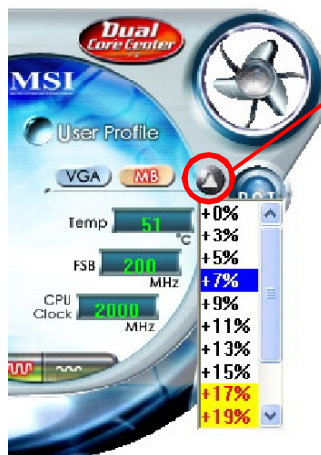 Dual
Core Center
MSI
User Profile
VGA MB
DOT
Temp 51 °C
FSB 200 MHz
CPU Clock 2000 MHz
+0%
+3%
+5%
+7%
+9%
+11%
+13%
+15%
+17%
+19%